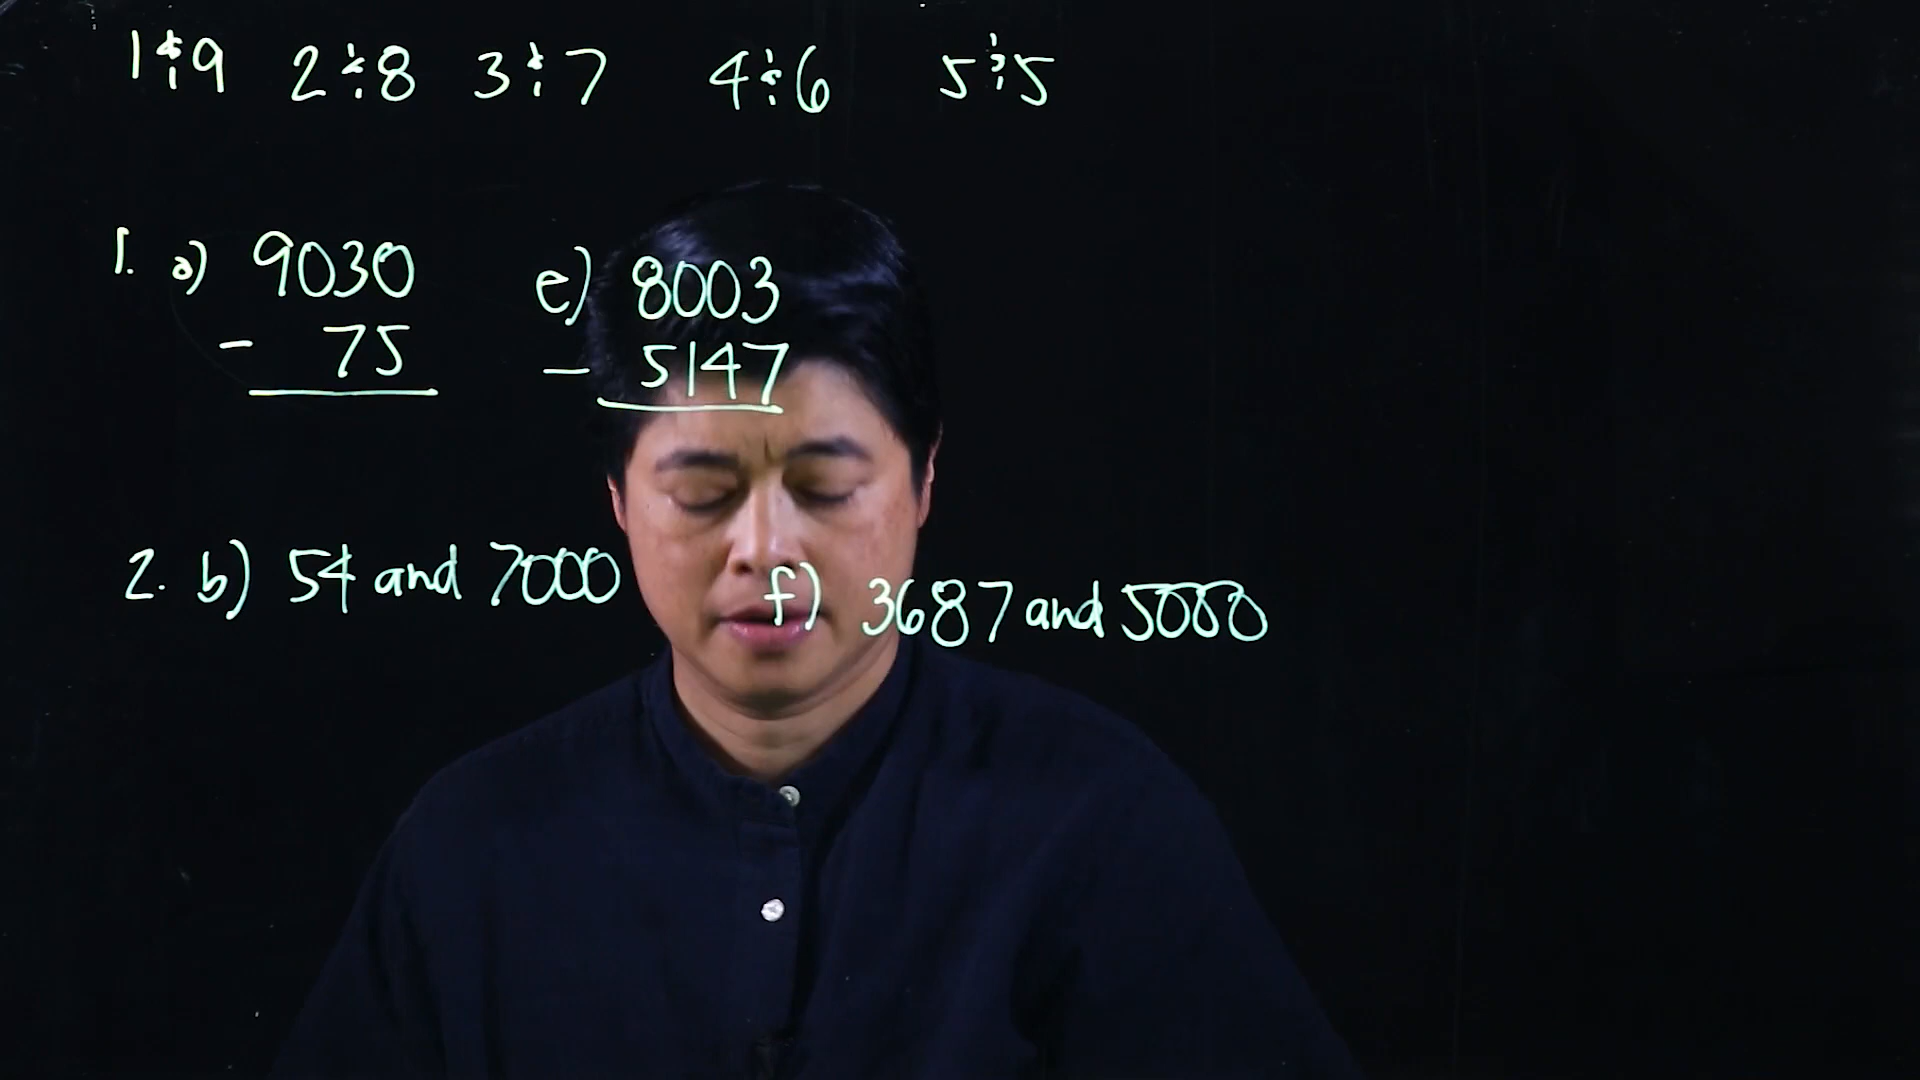 1 & 9 2 & 8 3 & 7 4 & 6 5 & 5
1. a) 9030 e) 8003
- 75 - 5147
2. b) 54 and 7000 f) 3687 and 5000